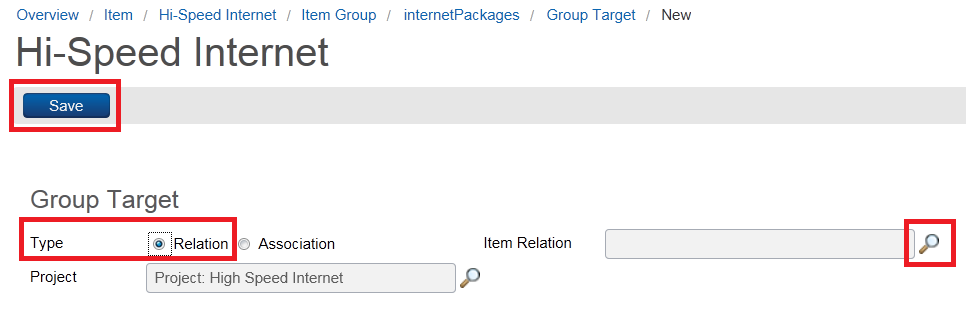 Overview / Item / Hi-Speed Internet / Item Group / internetPackages / Group Target / New
Hi-Speed Internet
Save
Group Target
Type Relation Association Item Relation
Project Project: High Speed Internet